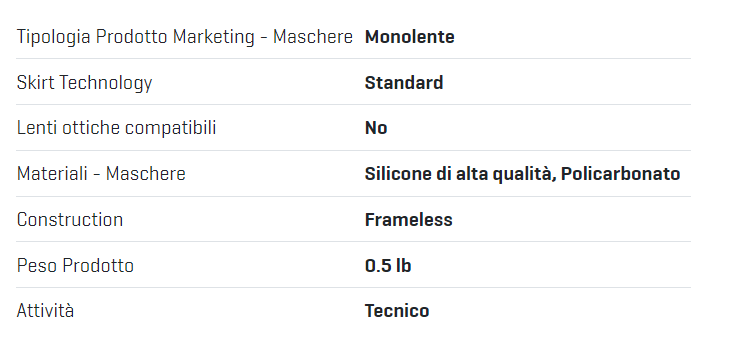 Tipologia Prodotto Marketing - Maschere Monolente
Skirt Technology Standard
Lenti ottiche compatibili No
Materiali - Maschere Silicone di alta qualità, Policarbonato
Construction Frameless
Peso Prodotto 0.5 lb
Attività Tecnico